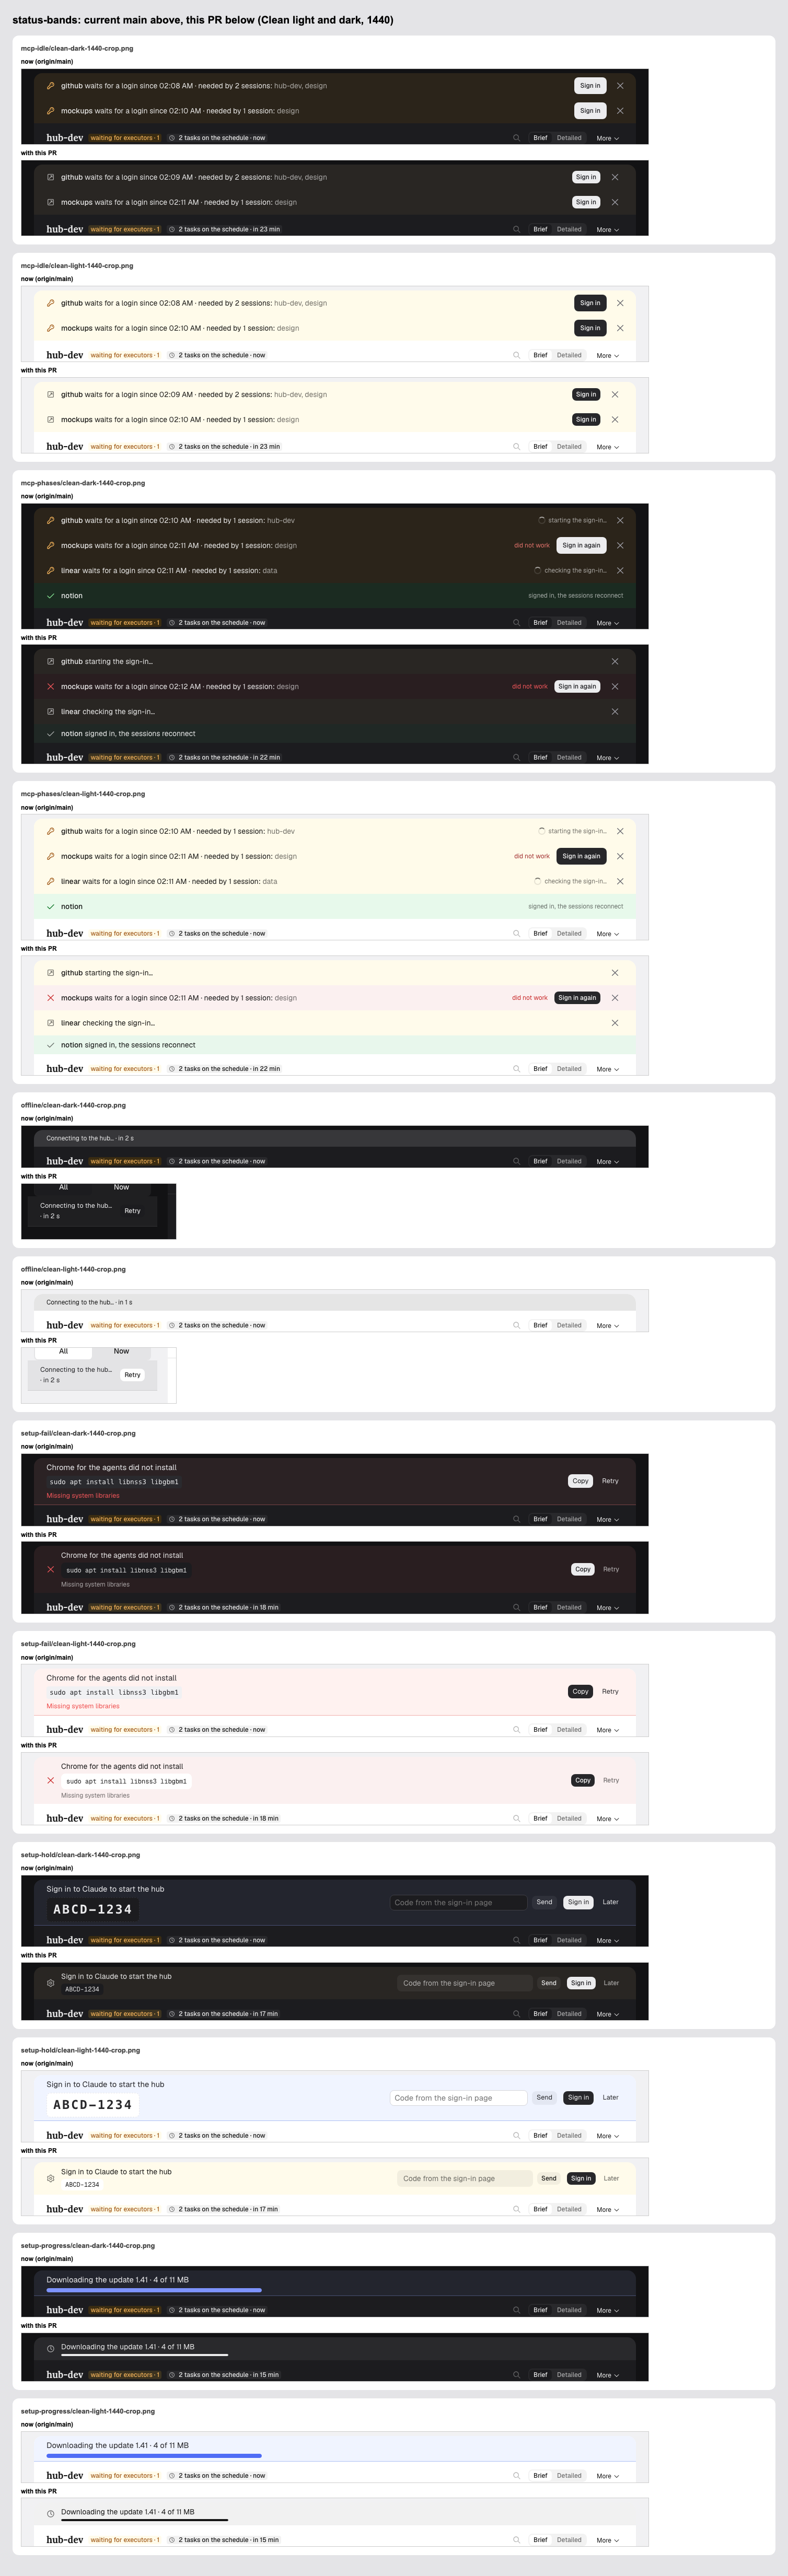 status-bands: current main above, this PR below (Clean light and dark, 1440)
mcp-idle/clean-dark-1440-crop.png
now (origin/main)
github waits for a login since 02:08 AM · needed by 2 sessions: hub-dev, design Sign in
mockups waits for a login since 02:10 AM · needed by 1 session: design Sign in
hub-dev waiting for executors · 1 2 tasks on the schedule · now Brief Detailed More
with this PR
github waits for a login since 02:09 AM · needed by 2 sessions: hub-dev, design Sign in
mockups waits for a login since 02:11 AM · needed by 1 session: design Sign in
hub-dev waiting for executors · 1 2 tasks on the schedule · in 23 min Brief Detailed More
mcp-idle/clean-light-1440-crop.png
now (origin/main)
github waits for a login since 02:08 AM · needed by 2 sessions: hub-dev, design Sign in
mockups waits for a login since 02:10 AM · needed by 1 session: design Sign in
hub-dev waiting for executors · 1 2 tasks on the schedule · now Brief Detailed More
with this PR
github waits for a login since 02:09 AM · needed by 2 sessions: hub-dev, design Sign in
mockups waits for a login since 02:10 AM · needed by 1 session: design Sign in
hub-dev waiting for executors · 1 2 tasks on the schedule · in 23 min Brief Detailed More
mcp-phases/clean-dark-1440-crop.png
now (origin/main)
github waits for a login since 02:10 AM · needed by 1 session: hub-dev starting the sign-in…
mockups waits for a login since 02:11 AM · needed by 1 session: design did not work Sign in again
linear waits for a login since 02:11 AM · needed by 1 session: data checking the sign-in…
notion signed in, the sessions reconnect
hub-dev waiting for executors · 1 2 tasks on the schedule · now Brief Detailed More
with this PR
github starting the sign-in…
mockups waits for a login since 02:12 AM · needed by 1 session: design did not work Sign in again
linear checking the sign-in…
notion signed in, the sessions reconnect
hub-dev waiting for executors · 1 2 tasks on the schedule · in 22 min Brief Detailed More
mcp-phases/clean-light-1440-crop.png
now (origin/main)
github waits for a login since 02:10 AM · needed by 1 session: hub-dev starting the sign-in…
mockups waits for a login since 02:11 AM · needed by 1 session: design did not work Sign in again
linear waits for a login since 02:11 AM · needed by 1 session: data checking the sign-in…
notion signed in, the sessions reconnect
hub-dev waiting for executors · 1 2 tasks on the schedule · now Brief Detailed More
with this PR
github starting the sign-in…
mockups waits for a login since 02:11 AM · needed by 1 session: design did not work Sign in again
linear checking the sign-in…
notion signed in, the sessions reconnect
hub-dev waiting for executors · 1 2 tasks on the schedule · in 22 min Brief Detailed More
offline/clean-dark-1440-crop.png
now (origin/main)
Connecting to the hub… · in 2 s
hub-dev waiting for executors · 1 2 tasks on the schedule · now Brief Detailed More
with this PR
All Now
Connecting to the hub…
· in 2 s Retry
offline/clean-light-1440-crop.png
now (origin/main)
Connecting to the hub… · in 1 s
hub-dev waiting for executors · 1 2 tasks on the schedule · now Brief Detailed More
with this PR
All Now
Connecting to the hub…
· in 2 s Retry
setup-fail/clean-dark-1440-crop.png
now (origin/main)
Chrome for the agents did not install
sudo apt install libnss3 libgbm1 Copy Retry
Missing system libraries
hub-dev waiting for executors · 1 2 tasks on the schedule · now Brief Detailed More
with this PR
Chrome for the agents did not install
sudo apt install libnss3 libgbm1 Copy Retry
Missing system libraries
hub-dev waiting for executors · 1 2 tasks on the schedule · in 18 min Brief Detailed More
setup-fail/clean-light-1440-crop.png
now (origin/main)
Chrome for the agents did not install
sudo apt install libnss3 libgbm1 Copy Retry
Missing system libraries
hub-dev waiting for executors · 1 2 tasks on the schedule · now Brief Detailed More
with this PR
Chrome for the agents did not install
sudo apt install libnss3 libgbm1 Copy Retry
Missing system libraries
hub-dev waiting for executors · 1 2 tasks on the schedule · in 18 min Brief Detailed More
setup-hold/clean-dark-1440-crop.png
now (origin/main)
Sign in to Claude to start the hub
ABCD-1234 Code from the sign-in page Send Sign in Later
hub-dev waiting for executors · 1 2 tasks on the schedule · now Brief Detailed More
with this PR
Sign in to Claude to start the hub
ABCD-1234 Code from the sign-in page Send Sign in Later
hub-dev waiting for executors · 1 2 tasks on the schedule · in 17 min Brief Detailed More
setup-hold/clean-light-1440-crop.png
now (origin/main)
Sign in to Claude to start the hub
ABCD-1234 Code from the sign-in page Send Sign in Later
hub-dev waiting for executors · 1 2 tasks on the schedule · now Brief Detailed More
with this PR
Sign in to Claude to start the hub
ABCD-1234 Code from the sign-in page Send Sign in Later
hub-dev waiting for executors · 1 2 tasks on the schedule · in 17 min Brief Detailed More
setup-progress/clean-dark-1440-crop.png
now (origin/main)
Downloading the update 1.41 · 4 of 11 MB
hub-dev waiting for executors · 1 2 tasks on the schedule · now Brief Detailed More
with this PR
Downloading the update 1.41 · 4 of 11 MB
hub-dev waiting for executors · 1 2 tasks on the schedule · in 15 min Brief Detailed More
setup-progress/clean-light-1440-crop.png
now (origin/main)
Downloading the update 1.41 · 4 of 11 MB
hub-dev waiting for executors · 1 2 tasks on the schedule · now Brief Detailed More
with this PR
Downloading the update 1.41 · 4 of 11 MB
hub-dev waiting for executors · 1 2 tasks on the schedule · in 15 min Brief Detailed More